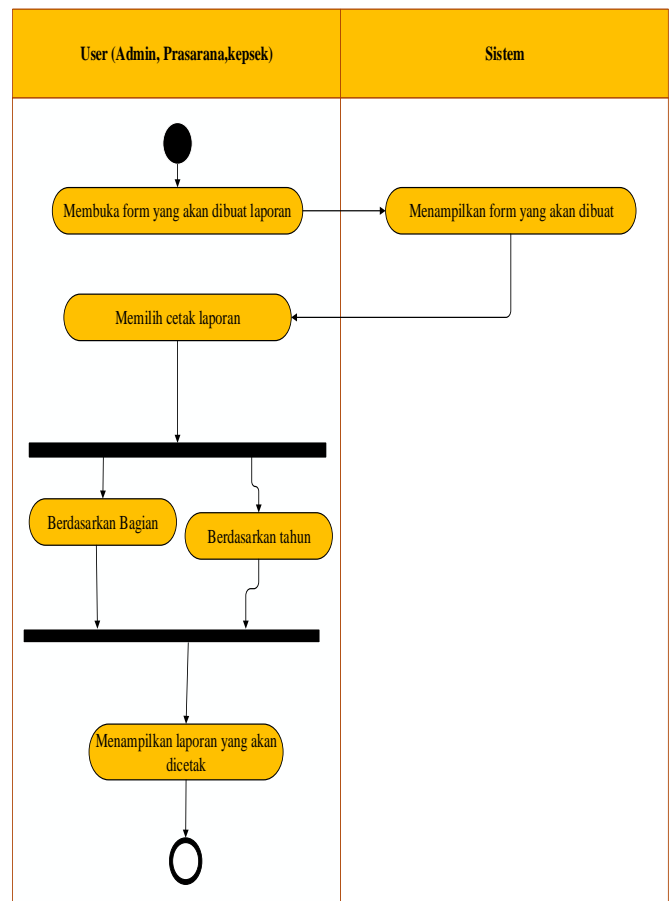 User (Admin, Prasarana,kepsek)
Sistem
Membuka form yang akan dibuat laporan
Menampilkan form yang akan dibuat
Memilih cetak laporan
Berdasarkan Bagian
Berdasarkan tahun
Menampilkan laporan yang akan
dicetak